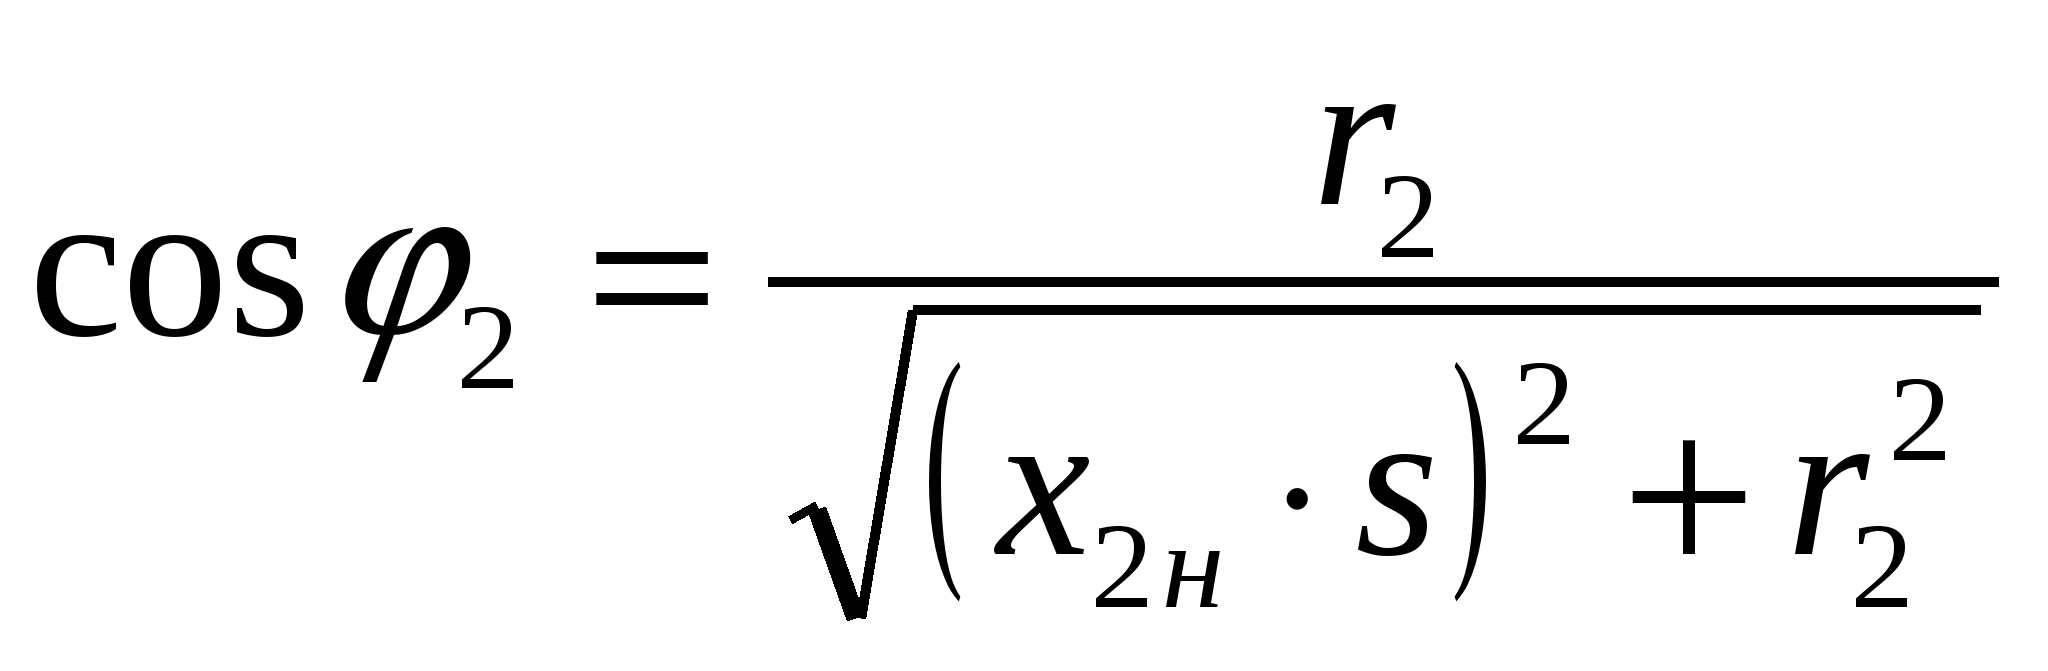 cos φ₂ = r₂ / √((x₂н · s)² + r₂²)